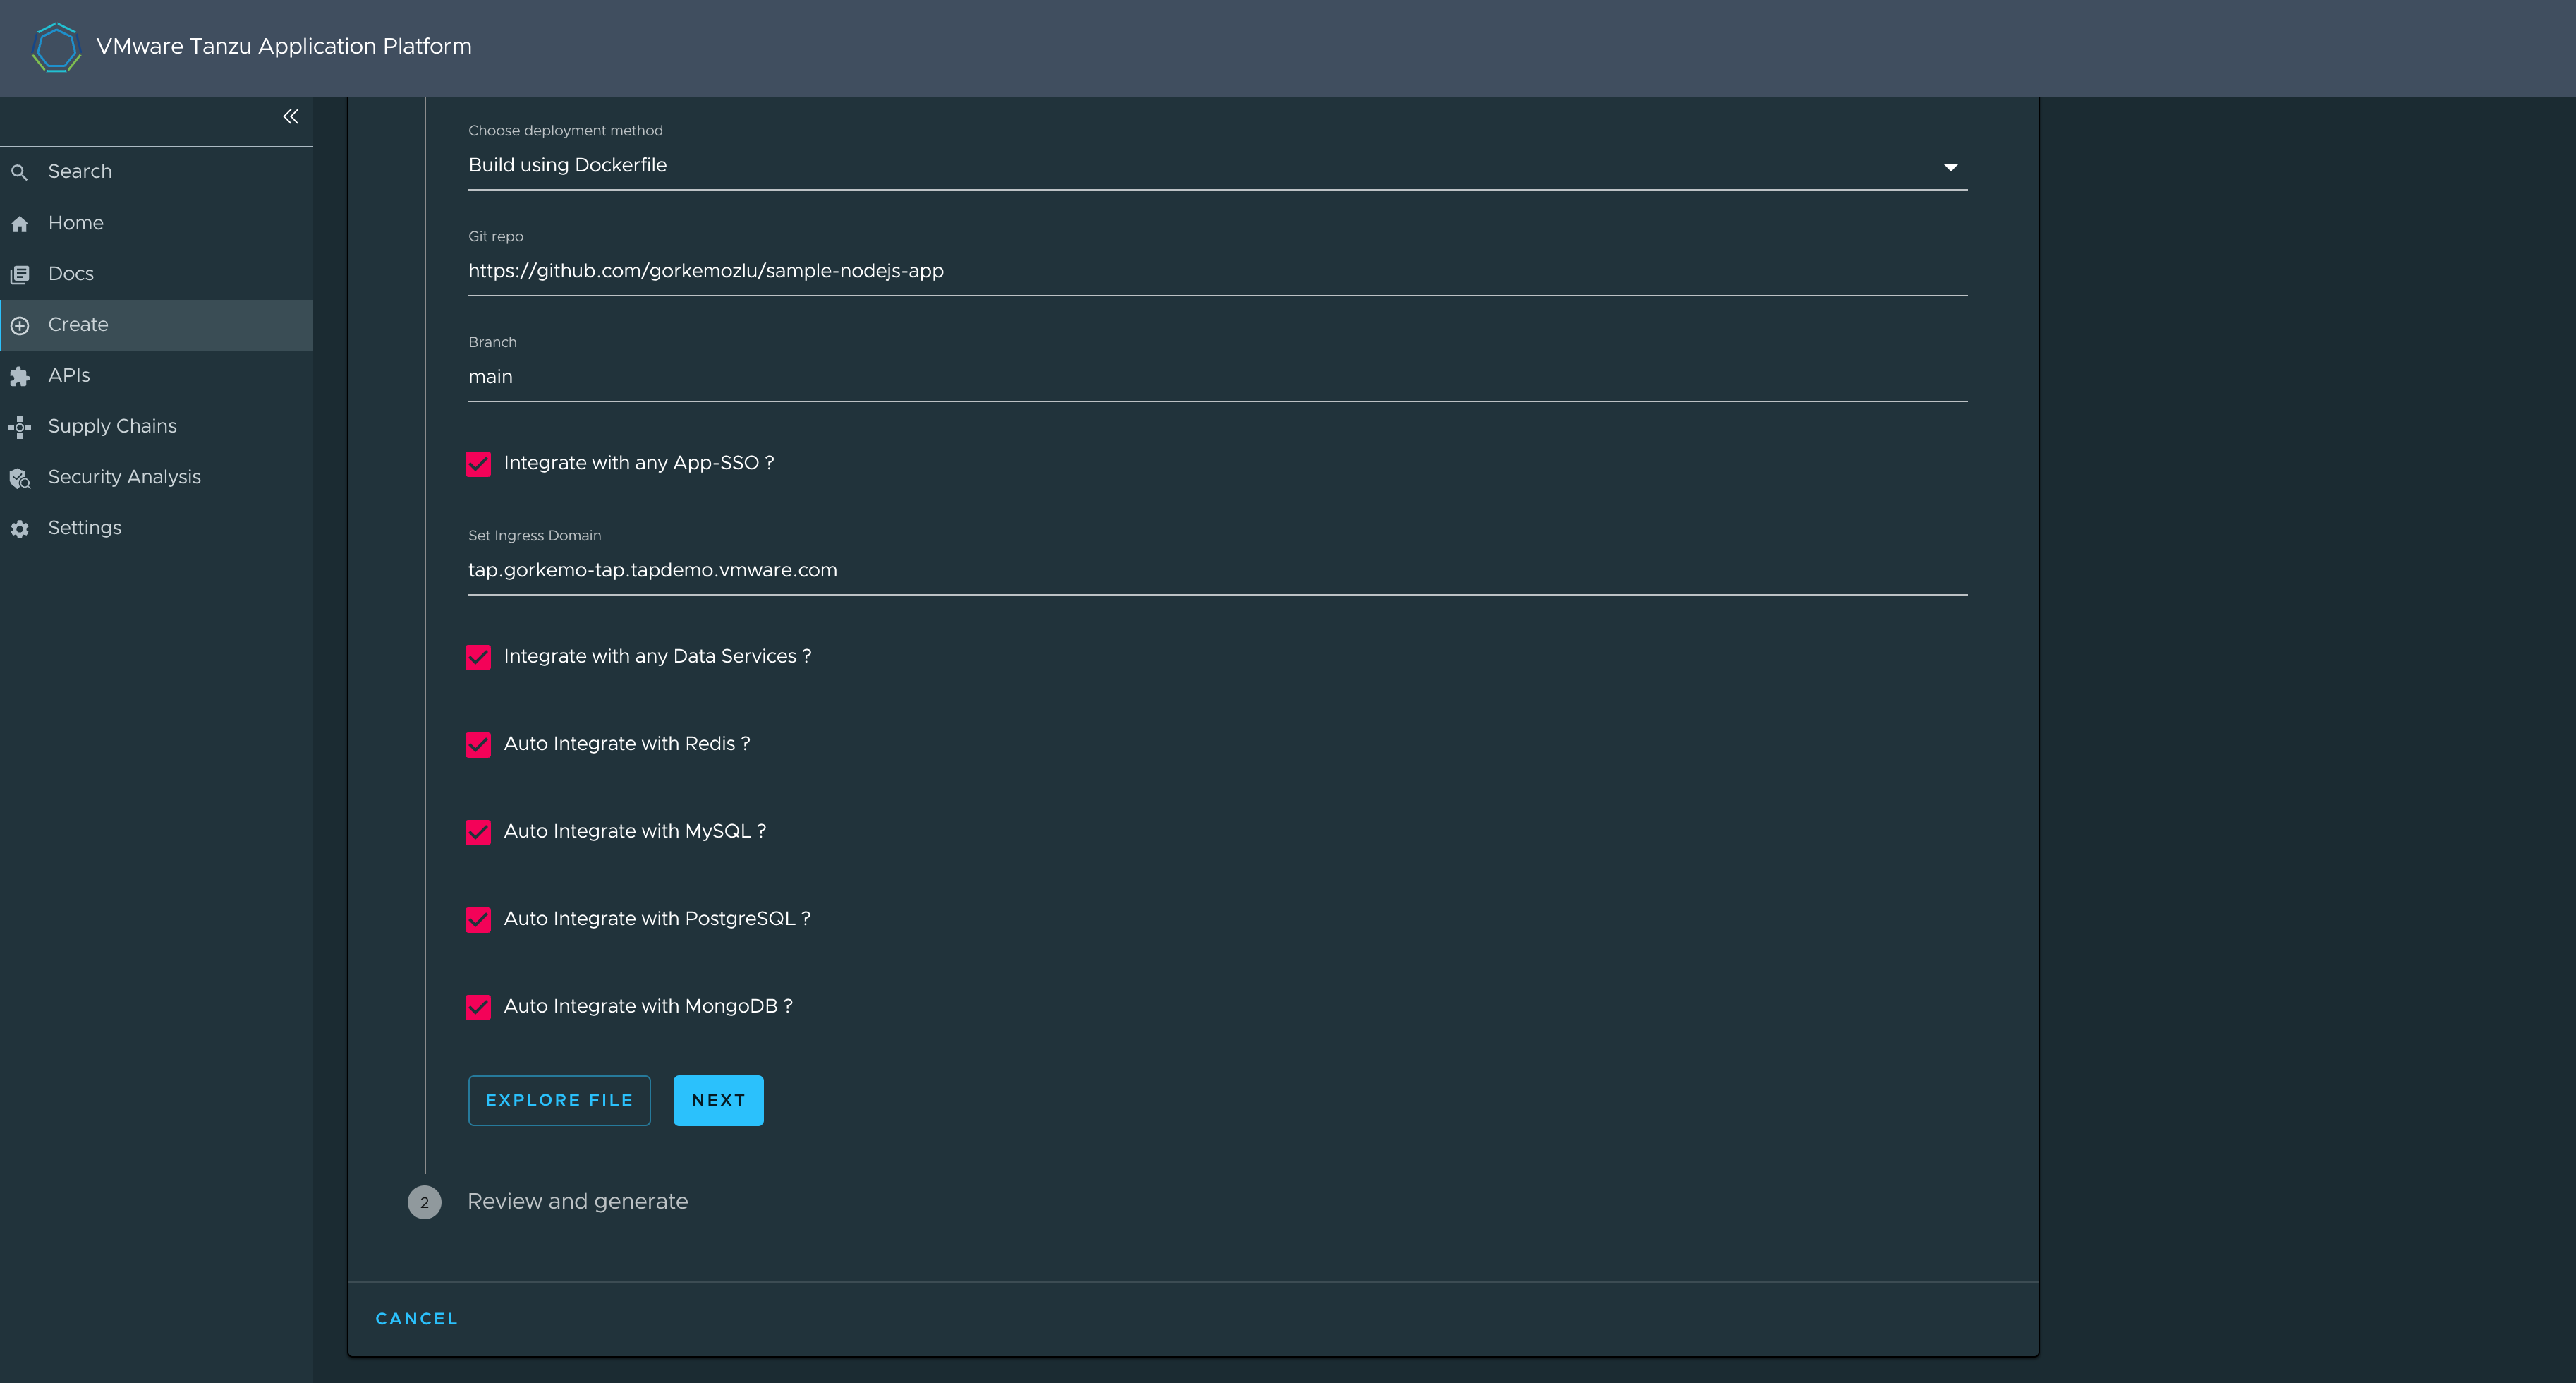 VMware Tanzu Application Platform
Search
Home
Docs
Create
APIs
Supply Chains
Security Analysis
Settings
Choose deployment method
Build using Dockerfile
Git repo
https://github.com/gorkemozlu/sample-nodejs-app
Branch
main
Integrate with any App-SSO ?
Set Ingress Domain
tap.gorkemo-tap.tapdemo.vmware.com
Integrate with any Data Services ?
Auto Integrate with Redis ?
Auto Integrate with MySQL ?
Auto Integrate with PostgreSQL ?
Auto Integrate with MongoDB ?
EXPLORE FILE NEXT
2 Review and generate
CANCEL